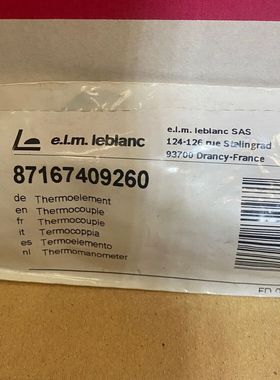 e.l.m. leblanc
e.l.m. leblanc SAS
124-126 rue Stalingrad
93700 Drancy-France
87167409260
de Thermoelement
en Thermocouple
fr Thermocouple
it Termocoppia
es Termoelemento
nl Thermomanometer